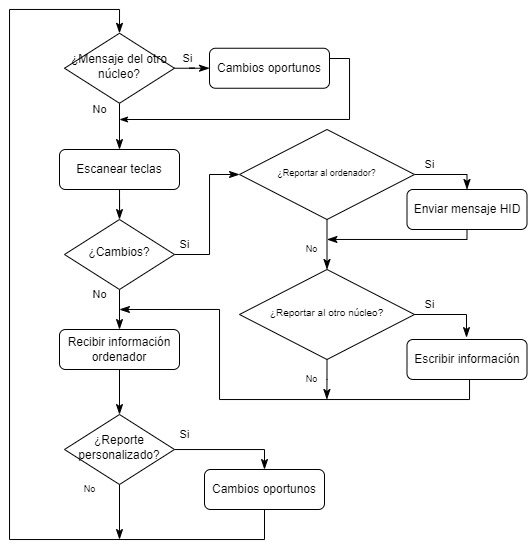 ¿Mensaje del otro
núcleo?
Si
Cambios oportunos
No
Escanear teclas
¿Reportar al ordenador?
Si
Enviar mensaje HID
¿Cambios?
Si
No
No
¿Reportar al otro núcleo?
Si
Recibir información
ordenador
Escribir información
No
¿Reporte
personalizado?
Si
No
Cambios oportunos